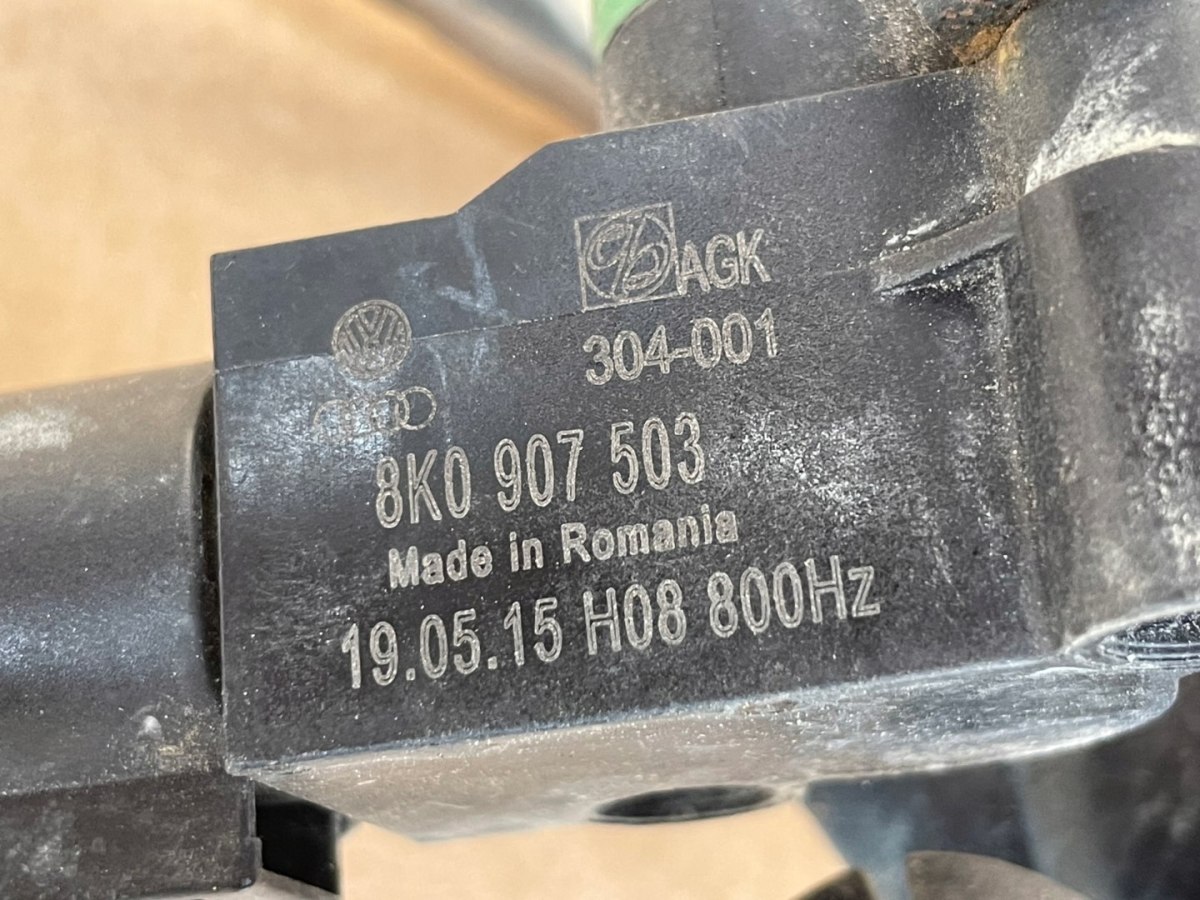 AGK
304-001
8K0 907 503
Made in Romania
19.05.15 H08 800Hz